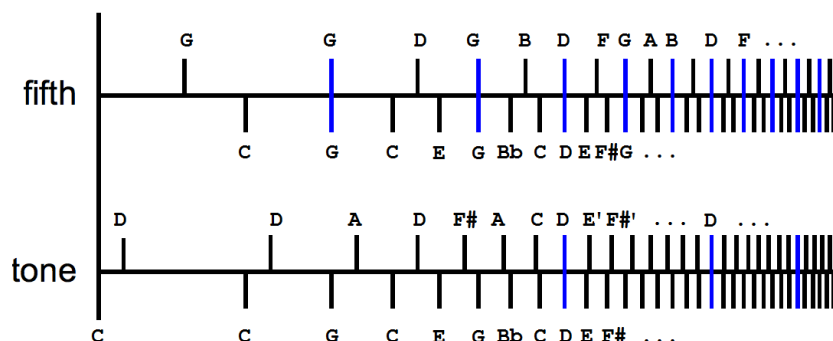 G G D G B D F G A B D F ...
fifth
C G C E G Bb C D E F# G ...
D D A D F# A C D E' F#' ... D ...
tone
C C G C E G Bb C D E F# ...